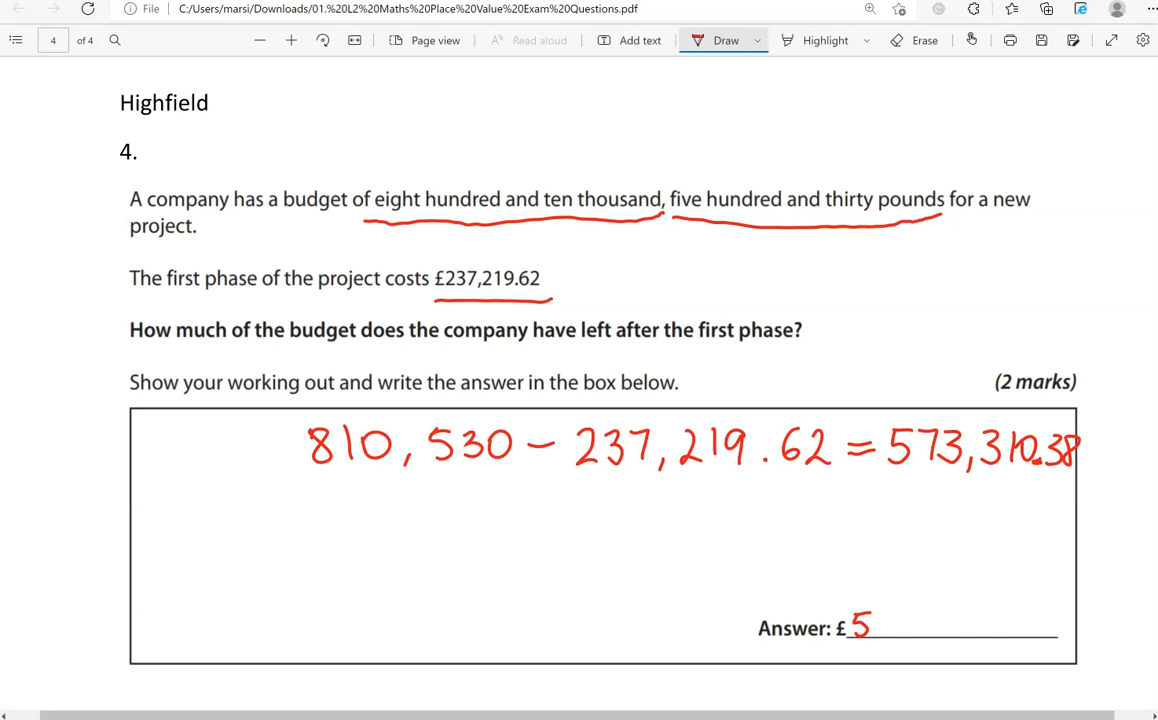 File C:/Users/marsi/Downloads/01.%20L2%20Maths%20Place%20Value%20Exam%20Questions.pdf
4 of 4 Page view Read aloud Add text Draw Highlight Erase
Highfield
4.
A company has a budget of eight hundred and ten thousand, five hundred and thirty pounds for a new
project.
The first phase of the project costs £237,219.62
How much of the budget does the company have left after the first phase?
Show your working out and write the answer in the box below. (2 marks)
810,530 - 237,219.62 = 573,310.38
Answer: £ 5